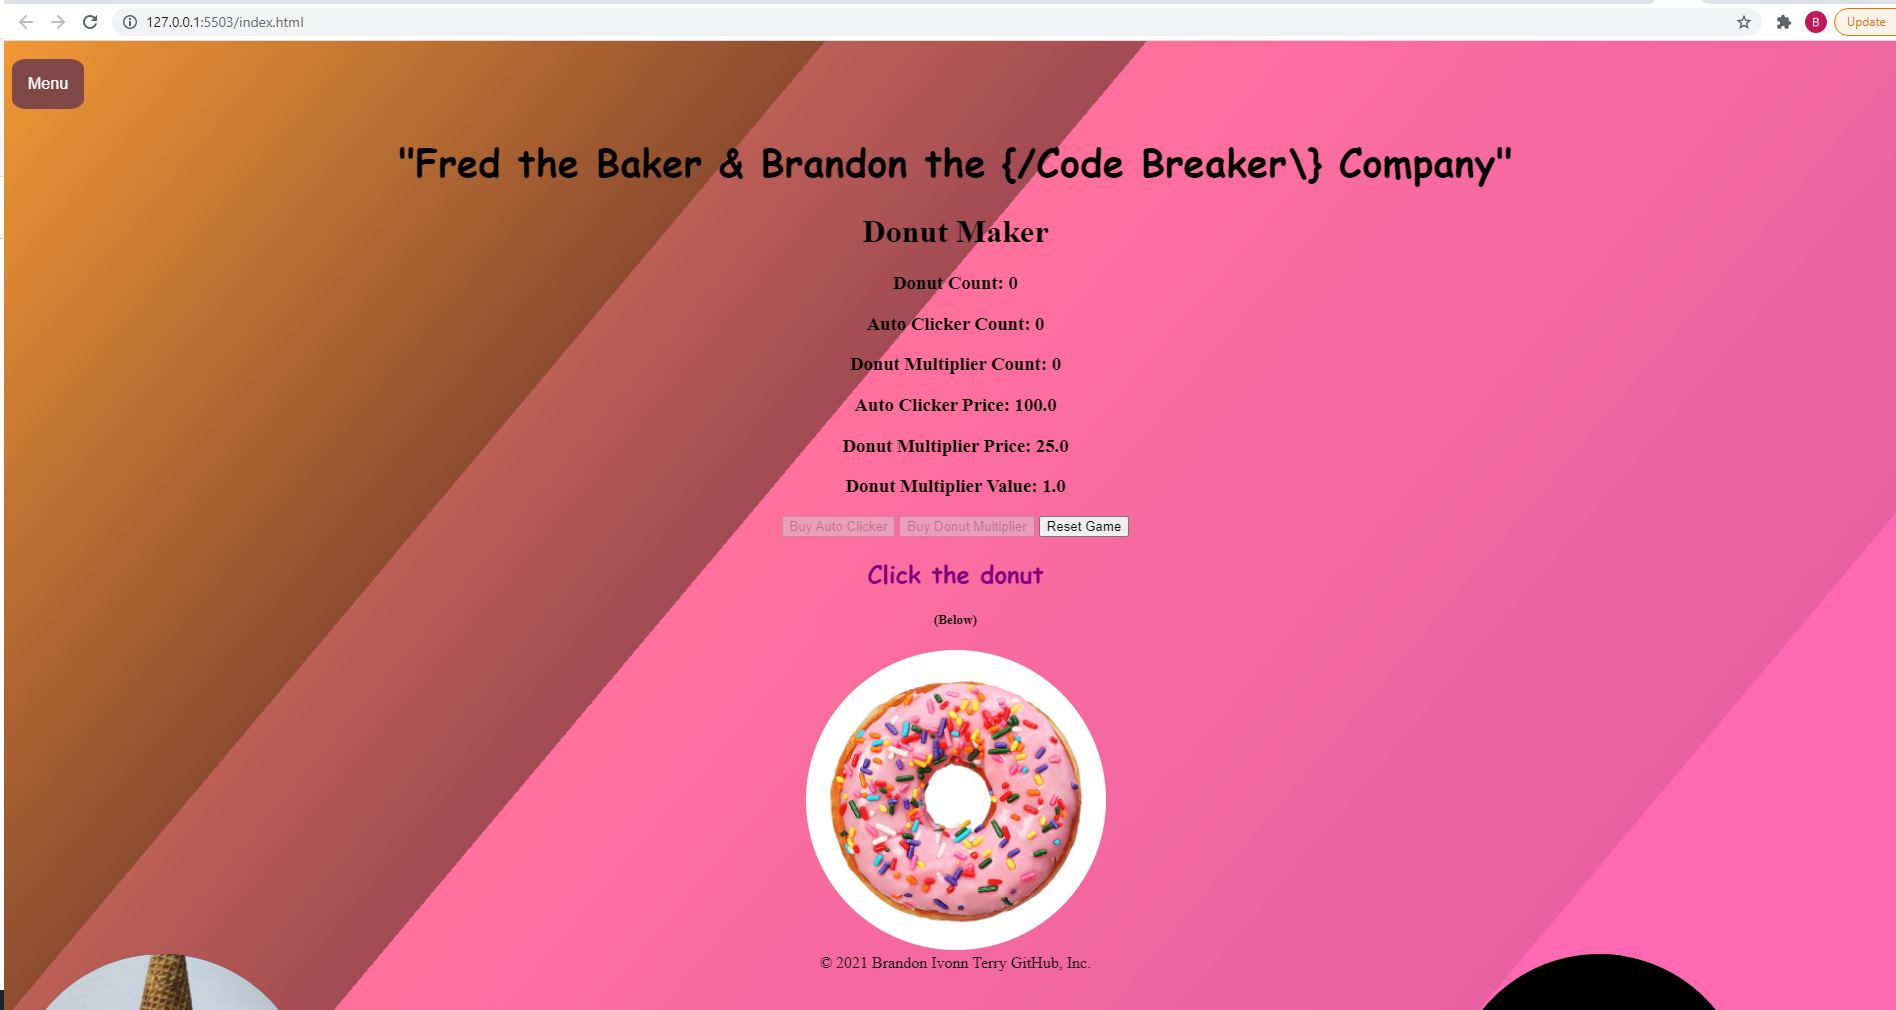 127.0.0.1:5503/index.html
B
Update
Menu
"Fred the Baker & Brandon the {/Code Breaker\} Company"
Donut Maker
Donut Count: 0
Auto Clicker Count: 0
Donut Multiplier Count: 0
Auto Clicker Price: 100.0
Donut Multiplier Price: 25.0
Donut Multiplier Value: 1.0
Buy Auto Clicker Buy Donut Multiplier Reset Game
Click the donut
(Below)
© 2021 Brandon Ivonn Terry GitHub, Inc.